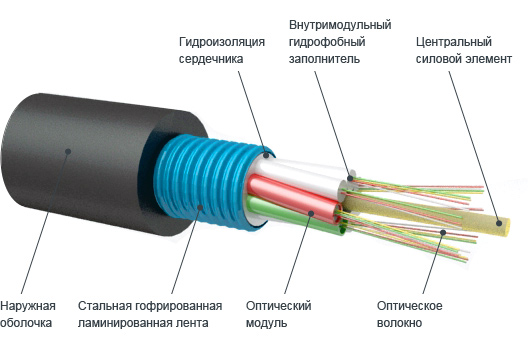 Внутримодульный
гидрофобный
заполнитель
Гидроизоляция
сердечника
Центральный
силовой элемент
Наружная
оболочка
Стальная гофрированная
ламинированная лента
Оптический
модуль
Оптическое
волокно